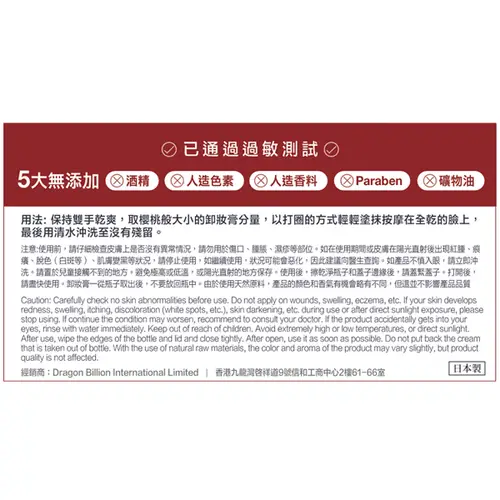 已通過過敏測試
5大無添加 酒精 人造色素 人造香料 Paraben 礦物油
用法: 保持雙手乾爽，取櫻桃般大小的卸妝膏分量，以打圈的方式輕輕塗抹按摩在全乾的臉上，
最後用清水沖洗至沒有殘留。
注意:使用前，請仔細檢查皮膚上是否沒有異常情況，請勿用於傷口、腫脹、濕疹等部位。如在使用期間或皮膚在陽光直射後出現紅腫、痕
癢、脫色（白斑等）、肌膚變黑等狀況，請停止使用，如繼續使用，狀況可能會惡化，因此建議向醫生查詢。如產品不慎入眼，請立即沖
洗。請置於兒童接觸不到的地方。避免極高或低溫，或陽光直射的地方保存。使用後，擦乾淨瓶子和蓋子邊緣後，請蓋緊蓋子。打開後，
請盡快使用。卸妝膏一從瓶子取出後，不要放回瓶中。由於使用天然原料，產品的顏色和香氣有機會略有不同，但這並不影響產品品質
Caution: Carefully check no skin abnormalities before use. Do not apply on wounds, swelling, eczema, etc. If your skin develops
redness, swelling, itching, discoloration (white spots, etc.), skin darkening, etc. during use or after direct sunlight exposure, please
stop using. If continue the condition may worsen, recommend to consult your doctor. If the product accidentally gets into your
eyes, rinse with water immediately. Keep out of reach of children. Avoid extremely high or low temperatures, or direct sunlight.
After use, wipe the edges of the bottle and lid and close tightly. After open, use it as soon as possible. Do not put back the cream
that is taken out of bottle. With the use of natural raw materials, the color and aroma of the product may vary slightly, but product
quality is not affected.
經銷商：Dragon Billion International Limited | 香港九龍灣啓祥道9號信和工商中心2樓61-66室
日本製